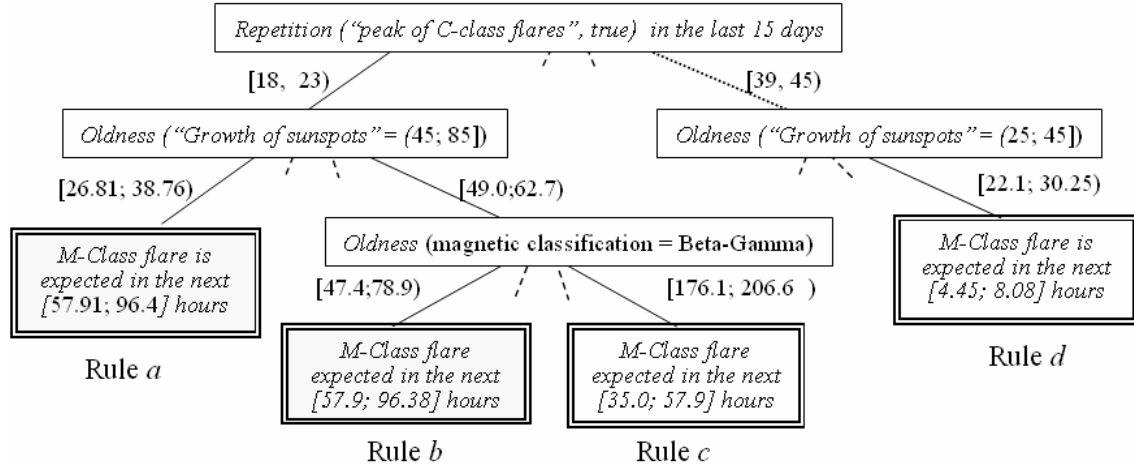 Repetition (“peak of C-class flares”, true) in the last 15 days
[18, 23)
[39, 45)
Oldness (“Growth of sunspots” = (45; 85])
Oldness (“Growth of sunspots” = (25; 45])
[26.81; 38.76)
[49.0;62.7)
[22.1; 30.25)
M-Class flare is
expected in the next
[57.91; 96.4] hours
Rule a
Oldness (magnetic classification = Beta-Gamma)
[47.4;78.9)
[176.1; 206.6 )
M-Class flare is
expected in the next
[4.45; 8.08] hours
Rule d
M-Class flare
expected in the next
[57.9; 96.38] hours
Rule b
M-Class flare
expected in the next
[35.0; 57.9] hours
Rule c